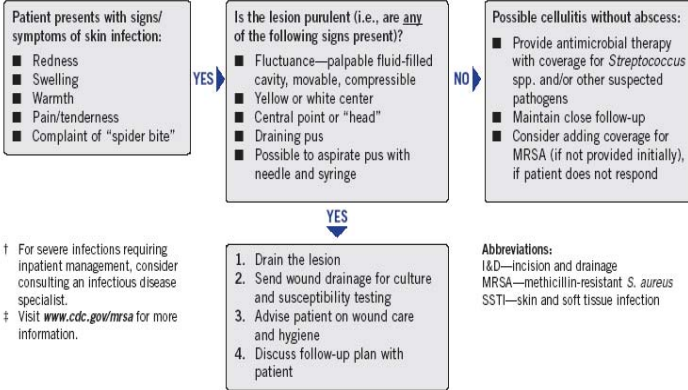 Patient presents with signs/
symptoms of skin infection:
■ Redness
■ Swelling
■ Warmth
■ Pain/tenderness
■ Complaint of “spider bite”
YES
Is the lesion purulent (i.e., are any
of the following signs present)?
■ Fluctuance—palpable fluid-filled
cavity, movable, compressible
■ Yellow or white center
■ Central point or “head”
■ Draining pus
■ Possible to aspirate pus with
needle and syringe
NO
Possible cellulitis without abscess:
■ Provide antimicrobial therapy
with coverage for Streptococcus
spp. and/or other suspected
pathogens
■ Maintain close follow-up
■ Consider adding coverage for
MRSA (if not provided initially),
if patient does not respond
YES
† For severe infections requiring
inpatient management, consider
consulting an infectious disease
specialist.
‡ Visit www.cdc.gov/mrsa for more
information.
1. Drain the lesion
2. Send wound drainage for culture
and susceptibility testing
3. Advise patient on wound care
and hygiene
4. Discuss follow-up plan with
patient
Abbreviations:
I&D—incision and drainage
MRSA—methicillin-resistant S. aureus
SSTI—skin and soft tissue infection